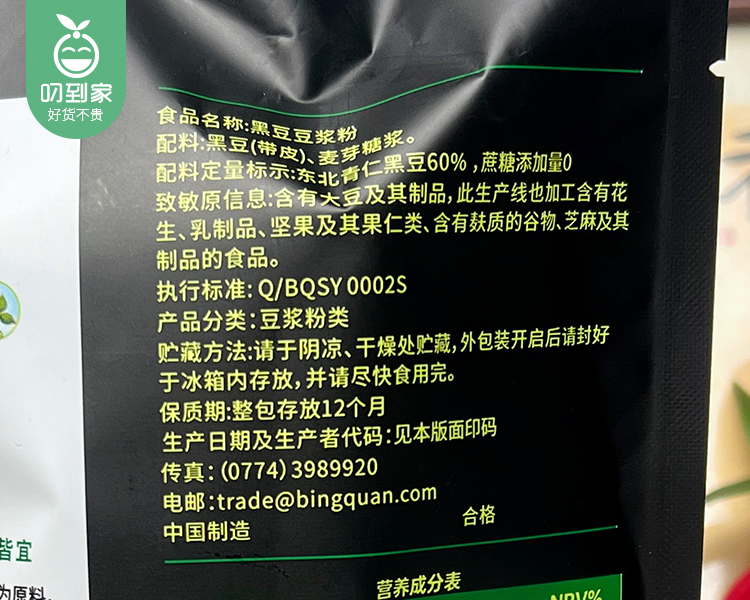 叨到家
好货不贵
食品名称:黑豆豆浆粉
配料:黑豆(带皮)、麦芽糖浆。
配料定量标示:东北青仁黑豆60% ,蔗糖添加量0
致敏原信息:含有大豆及其制品,此生产线也加工含有花
生、乳制品、坚果及其果仁类、含有麸质的谷物、芝麻及其
制品的食品。
执行标准: Q/BQSY 0002S
产品分类: 豆浆粉类
贮藏方法:请于阴凉、干燥处贮藏,外包装开启后请封好
于冰箱内存放,并请尽快食用完。
保质期:整包存放12个月
生产日期及生产者代码:见本版面印码
传真: (0774) 3989920
电邮:trade@bingquan.com
中国制造
合格
皆宜
为原料,
营养成分表
NRV%